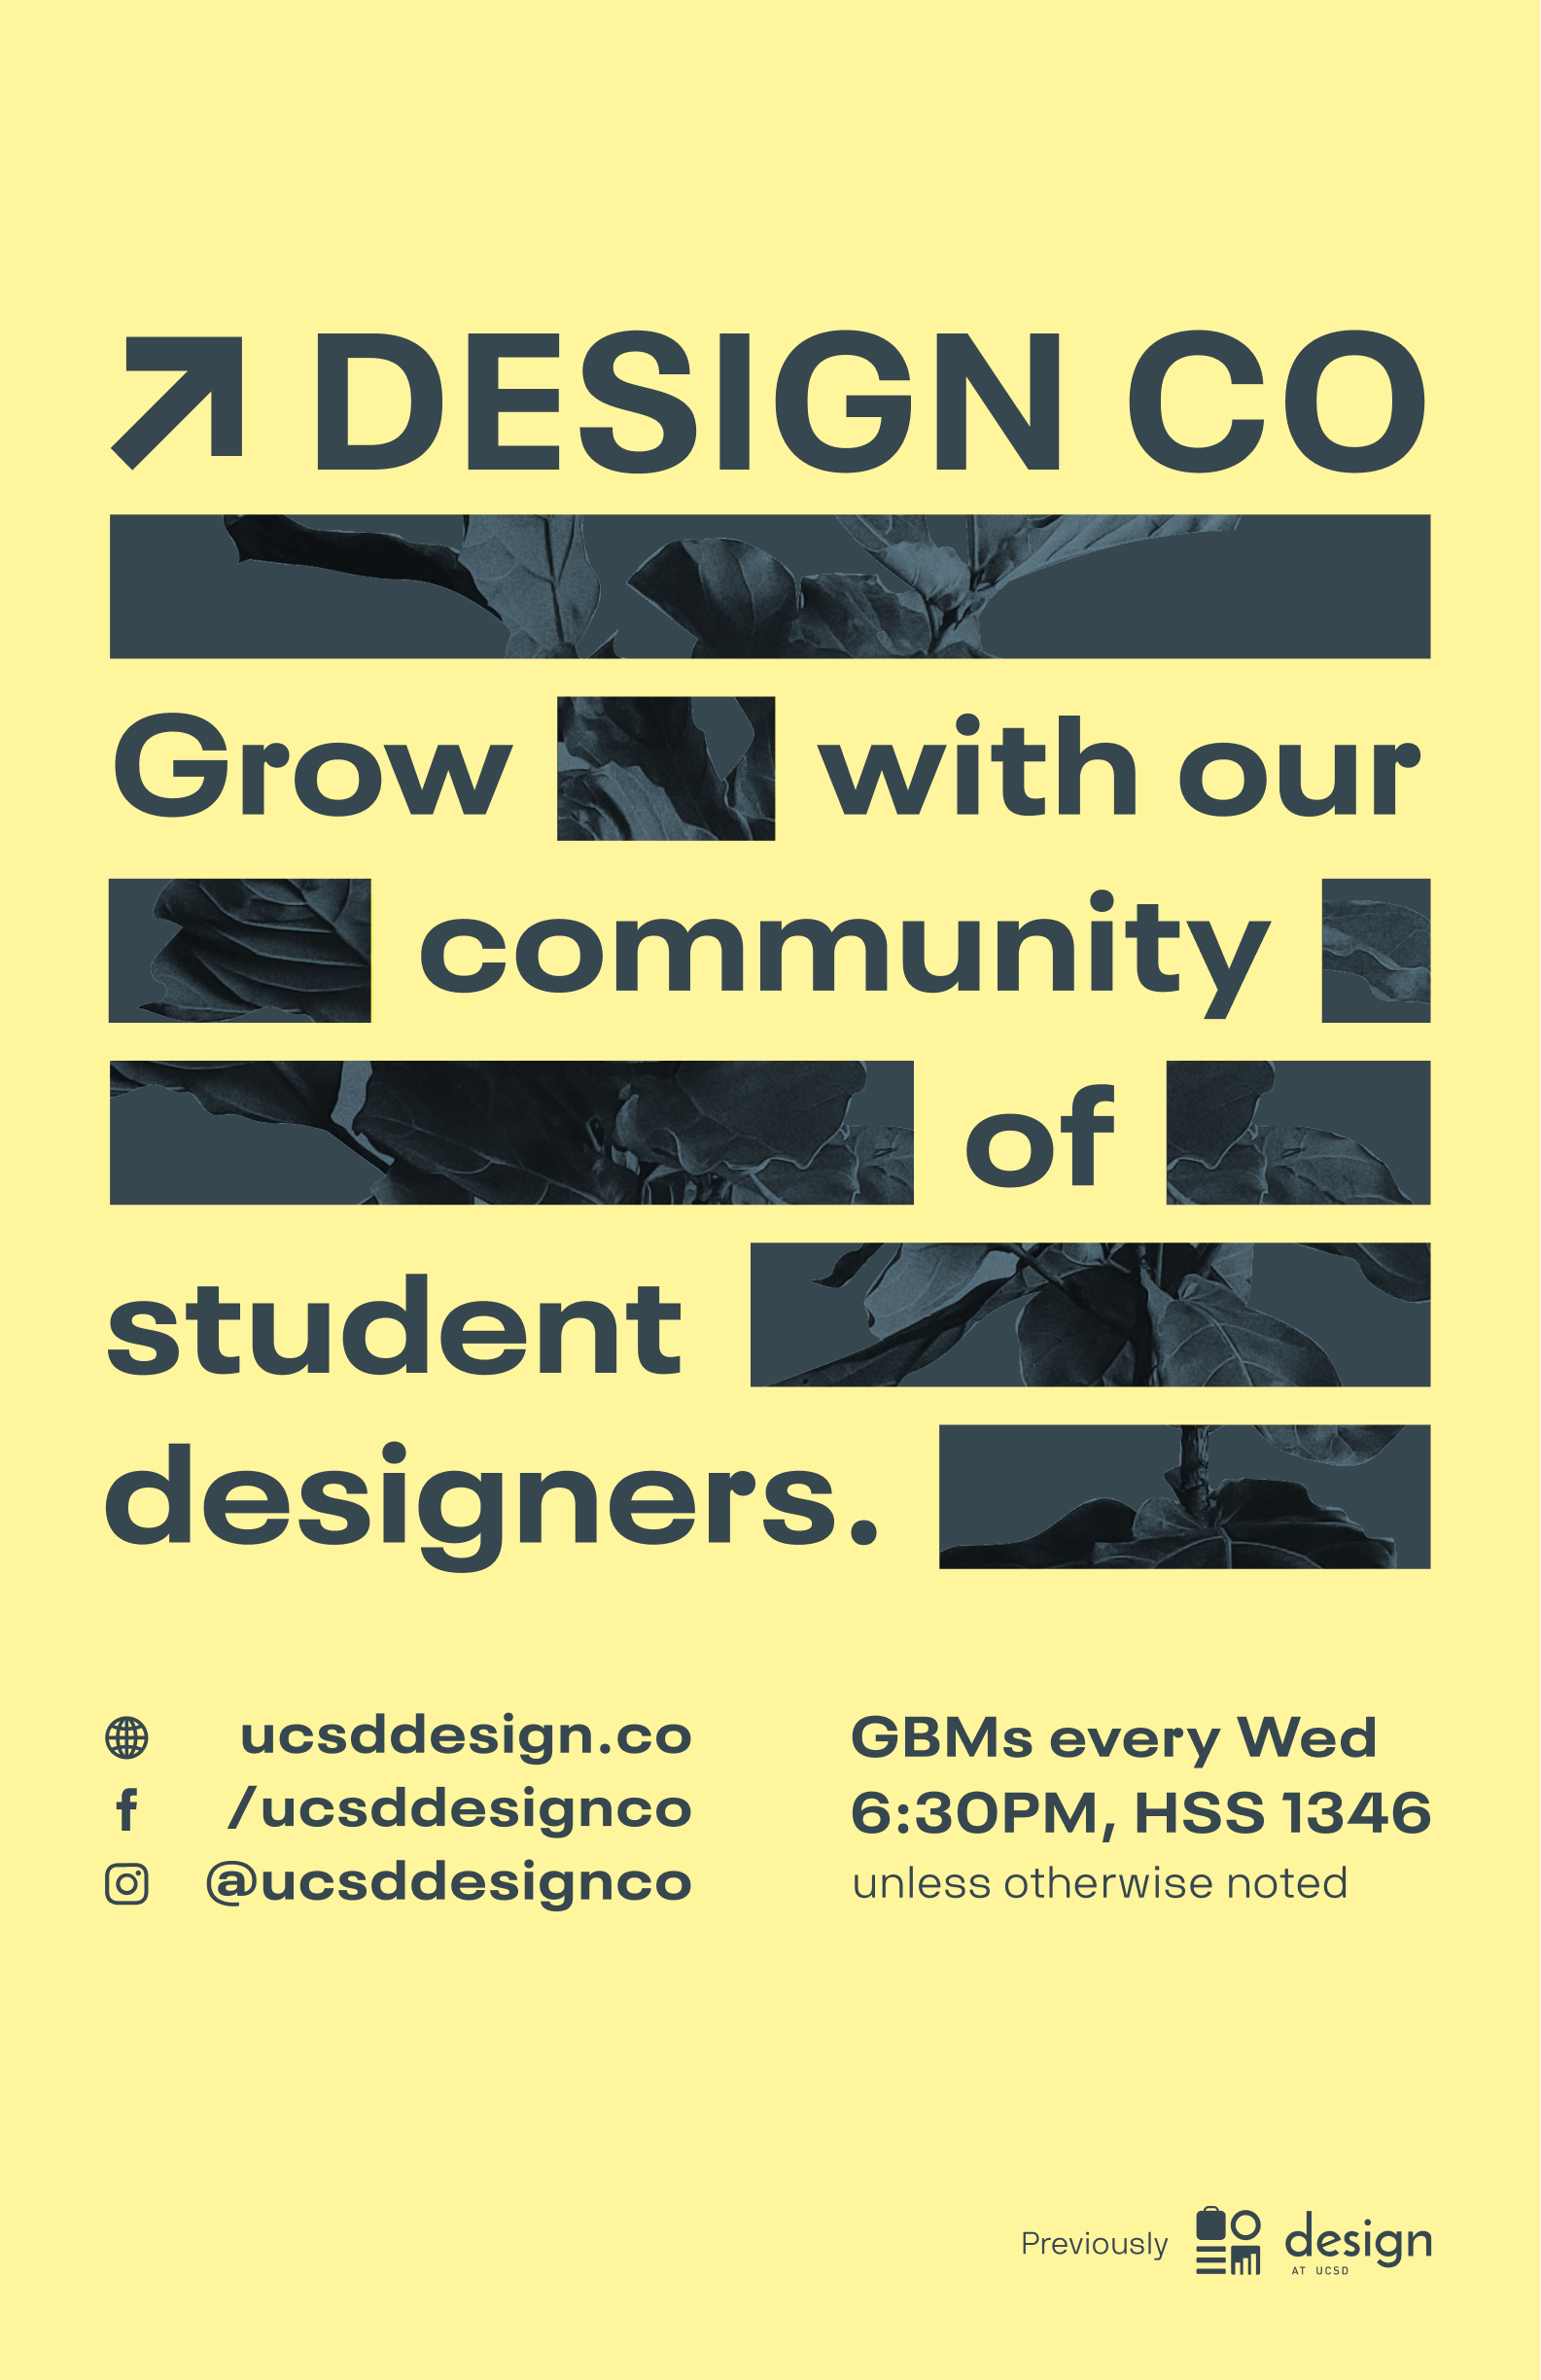 DESIGN CO
Grow with our
community
of
student
designers.
ucsddesign.co
/ucsddesignco
@ucsddesignco
GBMs every Wed
6:30PM, HSS 1346
unless otherwise noted
Previously
design
AT UCSD